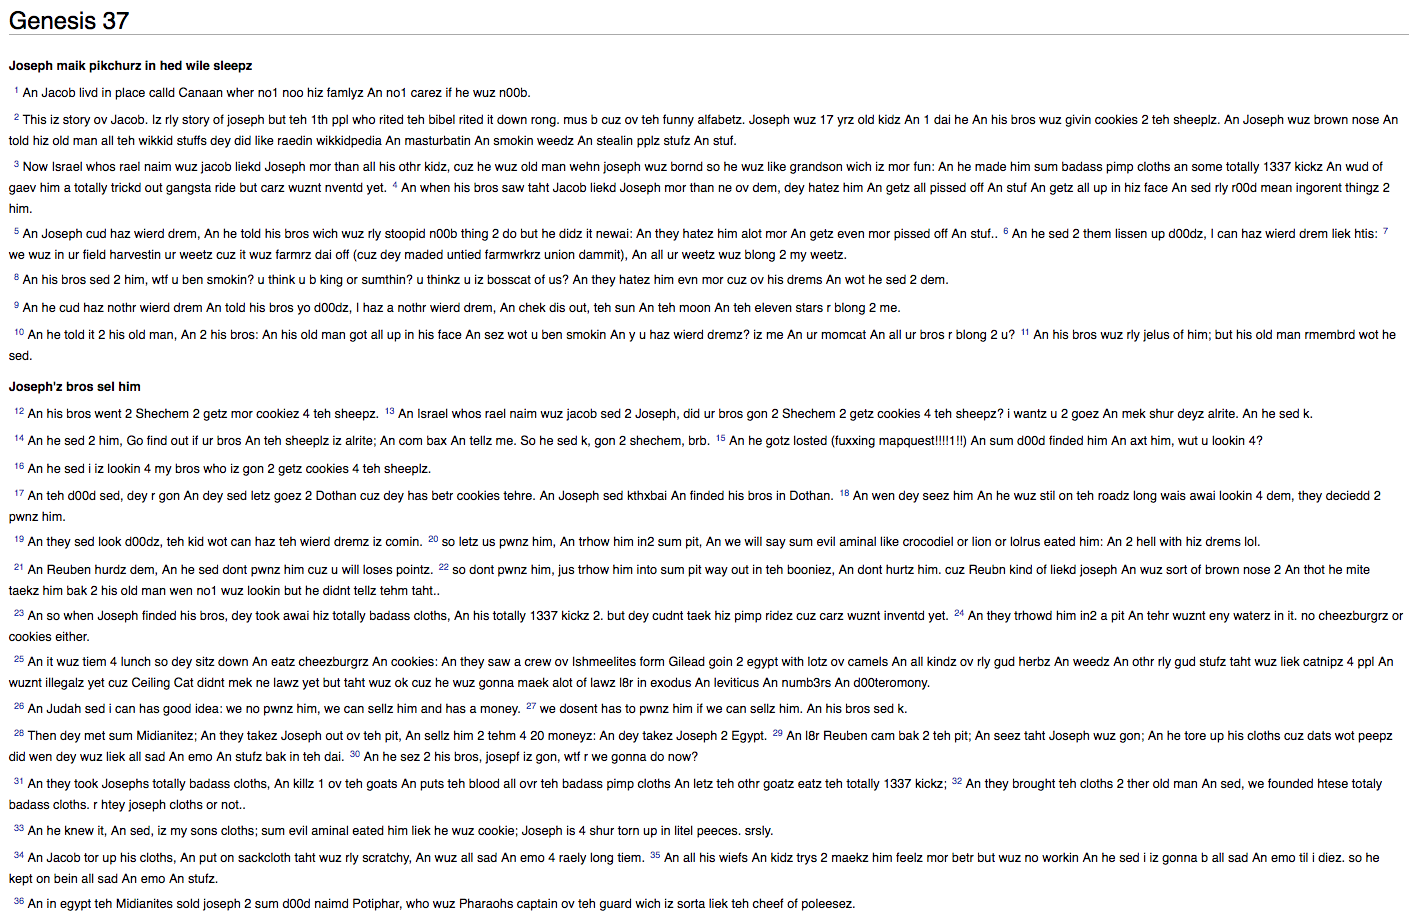 Genesis 37
Joseph maik pikchurz in hed wile sleepz
1 An Jacob livd in place calld Canaan wher no1 noo hiz famlyz An no1 carez if he wuz n00b.
2 This iz story ov Jacob. Iz rly story of joseph but teh 1th ppl who rited teh bibel rited it down rong. mus b cuz ov teh funny alfabetz. Joseph wuz 17 yrz old kidz An 1 dai he An his bros wuz givin cookies 2 teh sheeplz. An Joseph wuz brown nose An
told hiz old man all teh wikkid stuffs dey did like raedin wikkidpedia An masturbatin An smokin weedz An stealin pplz stufz An stuf.
3 Now Israel whos rael naim wuz jacob liekd Joseph mor than all his othr kidz, cuz he wuz old man wehn joseph wuz bornd so he wuz like grandson wich iz mor fun: An he made him sum badass pimp cloths an some totally 1337 kickz An wud of
gaev him a totally trickd out gangsta ride but carz wuznt nventd yet. 4 An when his bros saw taht Jacob liekd Joseph mor than ne ov dem, dey hatez him An getz all pissed off An stuf An getz all up in hiz face An sed rly r00d mean ingorent thingz 2
him.
5 An Joseph cud haz wierd drem, An he told his bros wich wuz rly stoopid n00b thing 2 do but he didz it newai: An they hatez him alot mor An getz even mor pissed off An stuf.. 6 An he sed 2 them lissen up d00dz, I can haz wierd drem liek htis: 7
we wuz in ur field harvestin ur weetz cuz it wuz farmrz dai off (cuz dey maded untied farmwrkrz union dammit), An all ur weetz wuz blong 2 my weetz.
8 An his bros sed 2 him, wtf u ben smokin? u think u b king or sumthin? u thinkz u iz bosscat of us? An they hatez him evn mor cuz ov his drems An wot he sed 2 dem.
9 An he cud haz nothr wierd drem An told his bros yo d00dz, I haz a nothr wierd drem, An chek dis out, teh sun An teh moon An teh eleven stars r blong 2 me.
10 An he told it 2 his old man, An 2 his bros: An his old man got all up in his face An sez wot u ben smokin An y u haz wierd dremz? iz me An ur momcat An all ur bros r blong 2 u? 11 An his bros wuz rly jelus of him; but his old man rmembrd wot he
sed.
Joseph'z bros sel him
12 An his bros went 2 Shechem 2 getz mor cookiez 4 teh sheepz. 13 An Israel whos rael naim wuz jacob sed 2 Joseph, did ur bros gon 2 Shechem 2 getz cookies 4 teh sheepz? i wantz u 2 goez An mek shur deyz alrite. An he sed k.
14 An he sed 2 him, Go find out if ur bros An teh sheeplz iz alrite; An com bax An tellz me. So he sed k, gon 2 shechem, brb. 15 An he gotz losted (fuxxing mapquest!!!!1!!) An sum d00d finded him An axt him, wut u lookin 4?
16 An he sed i iz lookin 4 my bros who iz gon 2 getz cookies 4 teh sheeplz.
17 An teh d00d sed, dey r gon An dey sed letz goez 2 Dothan cuz dey has betr cookies tehre. An Joseph sed kthxbai An finded his bros in Dothan. 18 An wen dey seez him An he wuz stil on teh roadz long wais awai lookin 4 dem, they deciedd 2
pwnz him.
19 An they sed look d00dz, teh kid wot can haz teh wierd dremz iz comin. 20 so letz us pwnz him, An trhow him in2 sum pit, An we will say sum evil aminal like crocodiel or lion or lolrus eated him: An 2 hell with hiz drems lol.
21 An Reuben hurdz dem, An he sed dont pwnz him cuz u will loses pointz. 22 so dont pwnz him, jus trhow him into sum pit way out in teh booniez, An dont hurtz him. cuz Reubn kind of liekd joseph An wuz sort of brown nose 2 An thot he mite
taekz him bak 2 his old man wen no1 wuz lookin but he didnt tellz tehm taht..
23 An so when Joseph finded his bros, dey took awai hiz totally badass cloths, An his totally 1337 kickz 2. but dey cudnt taek hiz pimp ridez cuz carz wuznt inventd yet. 24 An they trhowd him in2 a pit An tehr wuznt eny waterz in it. no cheezburgrz or
cookies either.
25 An it wuz tiem 4 lunch so dey sitz down An eatz cheezburgrz An cookies: An they saw a crew ov Ishmeelites form Gilead goin 2 egypt with lotz ov camels An all kindz ov rly gud herbz An weedz An othr rly gud stufz taht wuz liek catnipz 4 ppl An
wuznt illegalz yet cuz Ceiling Cat didnt mek ne lawz yet but taht wuz ok cuz he wuz gonna maek alot of lawz l8r in exodus An leviticus An numb3rs An d00teromony.
26 An Judah sed i can has good idea: we no pwnz him, we can sellz him and has a money. 27 we dosent has to pwnz him if we can sellz him. An his bros sed k.
28 Then dey met sum Midianitez; An they takez Joseph out ov teh pit, An sellz him 2 tehm 4 20 moneyz: An dey takez Joseph 2 Egypt. 29 An l8r Reuben cam bak 2 teh pit; An seez taht Joseph wuz gon; An he tore up his cloths cuz dats wot peepz
did wen dey wuz liek all sad An emo An stufz bak in teh dai. 30 An he sez 2 his bros, josepf iz gon, wtf r we gonna do now?
31 An they took Josephs totally badass cloths, An killz 1 ov teh goats An puts teh blood all ovr teh badass pimp cloths An letz teh othr goatz eatz teh totally 1337 kickz; 32 An they brought teh cloths 2 ther old man An sed, we founded htese totaly
badass cloths. r htey joseph cloths or not..
33 An he knew it, An sed, iz my sons cloths; sum evil aminal eated him liek he wuz cookie; Joseph is 4 shur torn up in litel peeces. srsly.
34 An Jacob tor up his cloths, An put on sackcloth taht wuz rly scratchy, An wuz all sad An emo 4 raely long tiem. 35 An all his wiefs An kidz trys 2 maekz him feelz mor betr but wuz no workin An he sed i iz gonna b all sad An emo til i diez. so he
kept on bein all sad An emo An stufz.
36 An in egypt teh Midianites sold joseph 2 sum d00d naimd Potiphar, who wuz Pharaohs captain ov teh guard wich iz sorta liek teh cheef of poleesez.